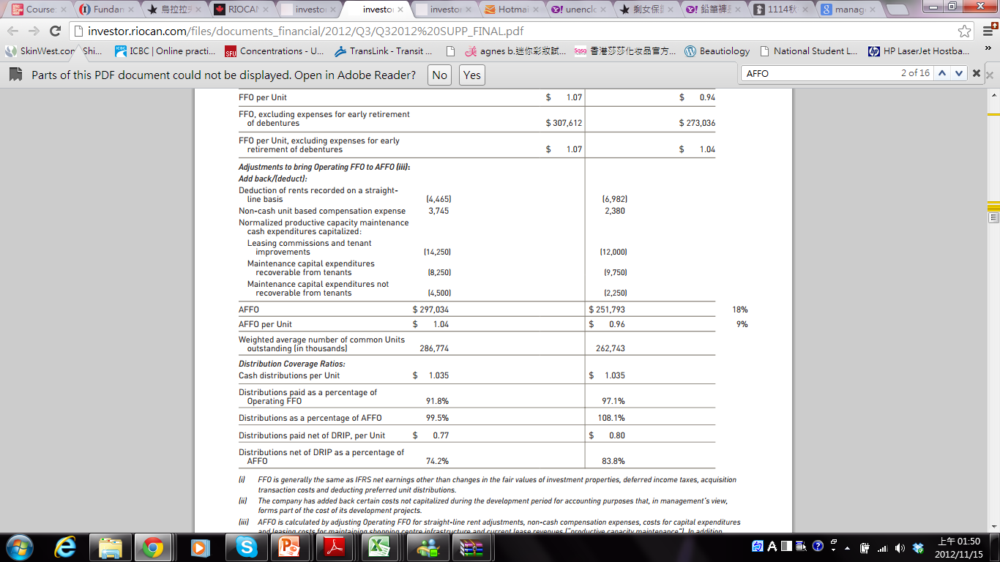 Course:
Fundan
烏拉拉
RIOCAN
investo
investo
investo
Hotmai
unenclo
剩女保
鉛筆褲
1114秋
manag
investor.riocan.com/files/documents_financial/2012/Q3/Q32012%20SUPP_FINAL.pdf
SkinWest.com Shi... ICBC | Online practi... SFU Concentrations - U... TransLink - Transit ... agnes b.迷你彩妝試... Sasa 香港莎莎化妝品官方... Beautiology National Student L... HP LaserJet Hostba... »
Parts of this PDF document could not be displayed. Open in Adobe Reader? No Yes
AFFO 2 of 16
FFO per Unit $ 1.07 $ 0.94
FFO, excluding expenses for early retirement
of debentures $ 307,612 $ 273,036
FFO per Unit, excluding expenses for early
retirement of debentures $ 1.07 $ 1.04
Adjustments to bring Operating FFO to AFFO (iii):
Add back/(deduct):
Deduction of rents recorded on a straight-
line basis (4,465) (6,982)
Non-cash unit based compensation expense 3,745 2,380
Normalized productive capacity maintenance
cash expenditures capitalized:
Leasing commissions and tenant
improvements (14,250) (12,000)
Maintenance capital expenditures
recoverable from tenants (8,250) (9,750)
Maintenance capital expenditures not
recoverable from tenants (4,500) (2,250)
AFFO $ 297,034 $ 251,793 18%
AFFO per Unit $ 1.04 $ 0.96 9%
Weighted average number of common Units
outstanding (in thousands) 286,774 262,743
Distribution Coverage Ratios:
Cash distributions per Unit $ 1.035 $ 1.035
Distributions paid as a percentage of
Operating FFO 91.8% 97.1%
Distributions as a percentage of AFFO 99.5% 108.1%
Distributions paid net of DRIP, per Unit $ 0.77 $ 0.80
Distributions net of DRIP as a percentage of
AFFO 74.2% 83.8%
(i) FFO is generally the same as IFRS net earnings other than changes in the fair values of investment properties, deferred income taxes, acquisition
transaction costs and deducting preferred unit distributions.
(ii) The company has added back certain costs not capitalized during the development period for accounting purposes that, in management's view,
forms part of the cost of its development projects.
(iii) AFFO is calculated by adjusting Operating FFO for straight-line rent adjustments, non-cash compensation expenses, costs for capital expenditures
and leasing costs for maintaining shopping centre infrastructure and current lease revenues ("productive capacity maintenance"). In addition,
A
上午 01:50
2012/11/15